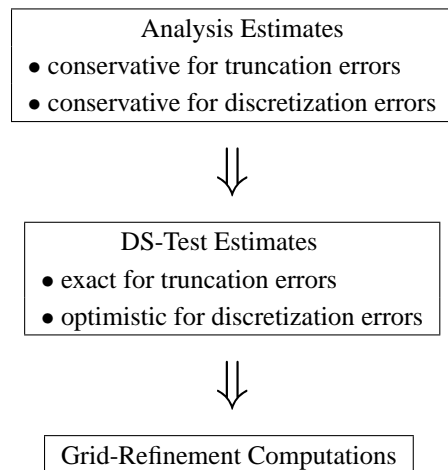 Analysis Estimates
• conservative for truncation errors
• conservative for discretization errors
DS-Test Estimates
• exact for truncation errors
• optimistic for discretization errors
Grid-Refinement Computations